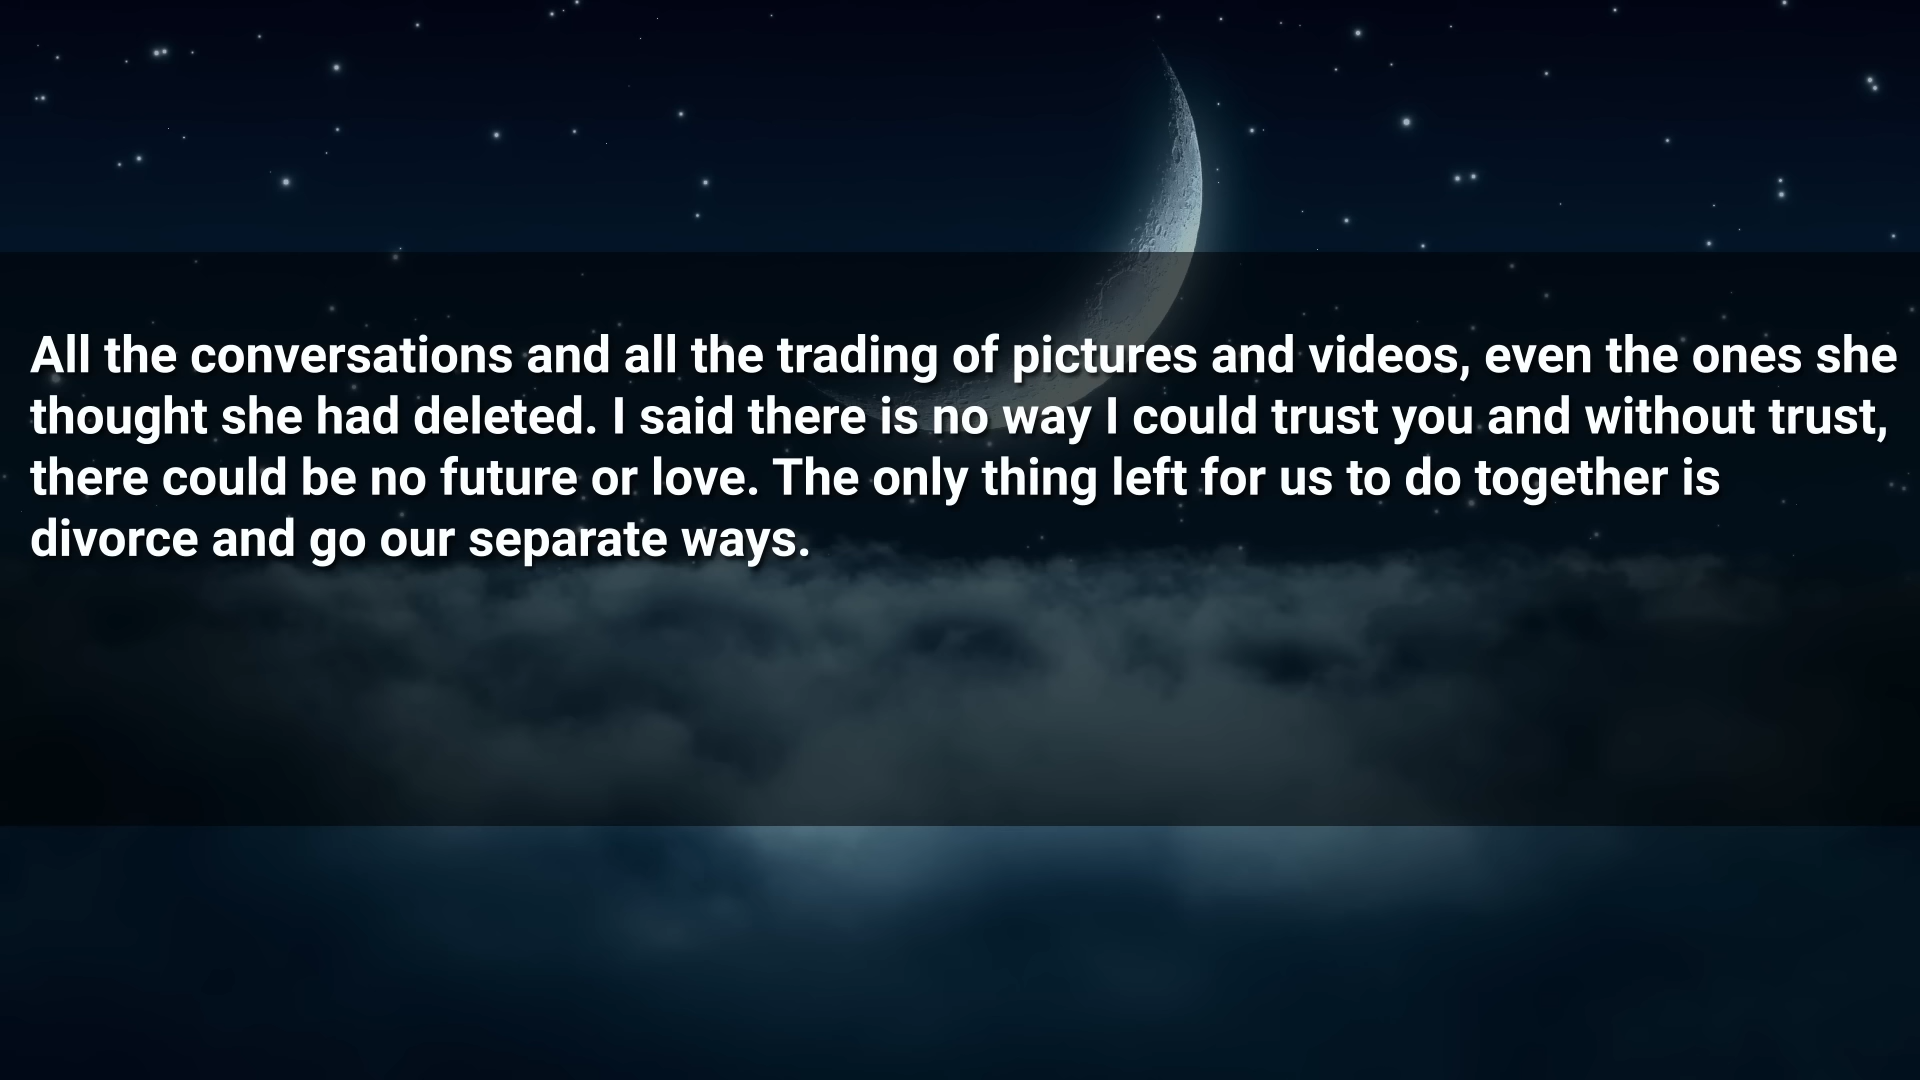 All the conversations and all the trading of pictures and videos, even the ones she
thought she had deleted. I said there is no way I could trust you and without trust,
there could be no future or love. The only thing left for us to do together is
divorce and go our separate ways.